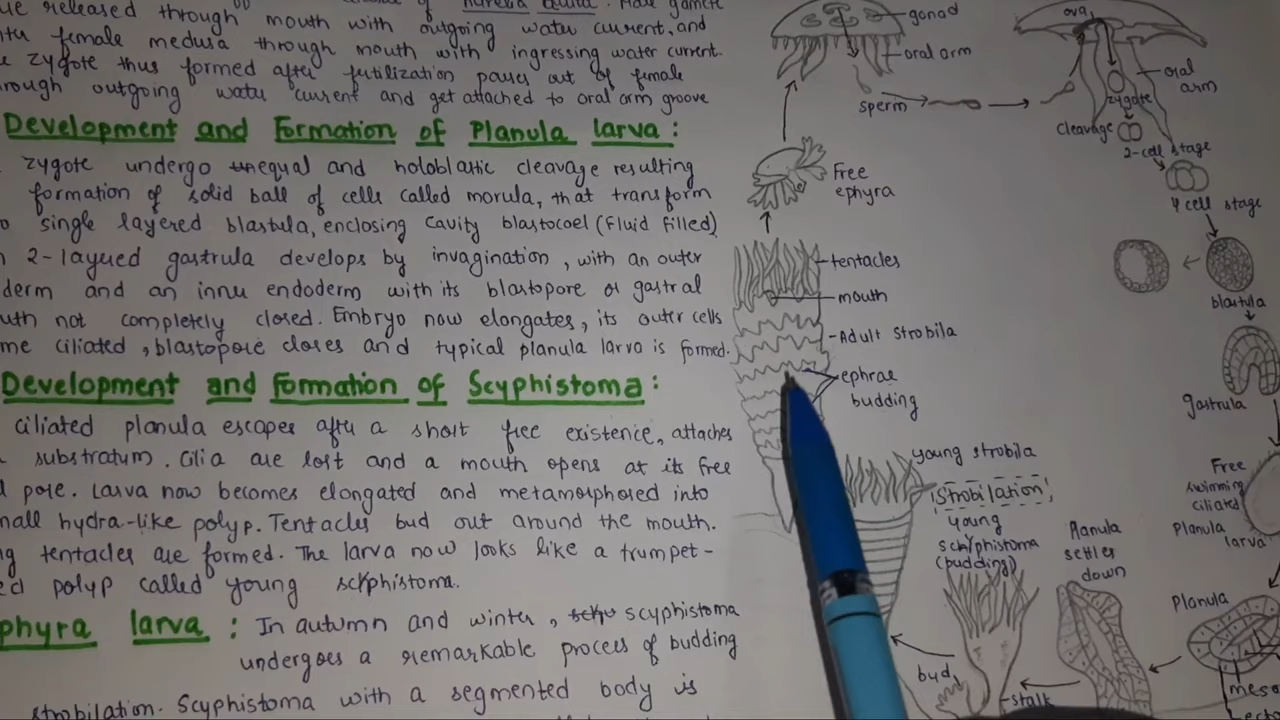 released through mouth with outgoing water current, and
female medusa through mouth with ingressing water current.
zygote thus formed after fertilization passes out of female
rough outgoing water current and get attached to oral arm groove
Development and Formation of Planula larva:
zygote undergo unequal and holoblastic cleavage resulting
formation of solid ball of cells called morula, that transform
o single layered blastula, enclosing cavity blastocoel (fluid filled)
2-layered gastrula develops by invagination, with an outer
derm and an inner endoderm with its blastopore or gastral
uth not completely closed. Embryo now elongates, its outer cells
me ciliated, blastopore closes and typical planula larva is formed.
Development and Formation of Scyphistoma:
ciliated planula escapes after a short free existence, attaches
substratum. Cilia are lost and a mouth opens at its free
pore. Larva now becomes elongated and metamorphosed into
mall hydra-like polyp. Tentacles bud out around the mouth.
g tentacles are formed. The larva now looks like a trumpet-
ed polyp called young scyphistoma.
phyra larva: In autumn and winter, scyphistoma
undergoes a remarkable process of budding
strobilation. Scyphistoma with a segmented body is
gonad
oral arm
sperm
ova
oral
arm
zygote
cleavage
2-cell stage
4 cell stage
blastula
gastrula
Free
swimming
ciliated
Planula
larva
Planula
Planula
settles
down
young
scyphistoma
(budding)
bud
stalk
Strobilation
young strobila
ephrae
budding
Adult Strobila
mouth
tentacles
Free
ephyra
meso